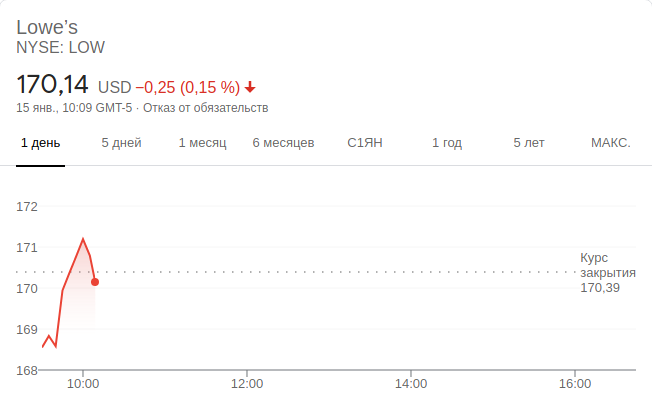 Lowe’s
NYSE: LOW
170,14 USD −0,25 (0,15 %)
15 янв., 10:09 GMT-5 · Отказ от обязательств
1 день 5 дней 1 месяц 6 месяцев С1ЯН 1 год 5 лет МАКС.
172
171
170
169
168
Курс
закрытия
170,39
10:00 12:00 14:00 16:00